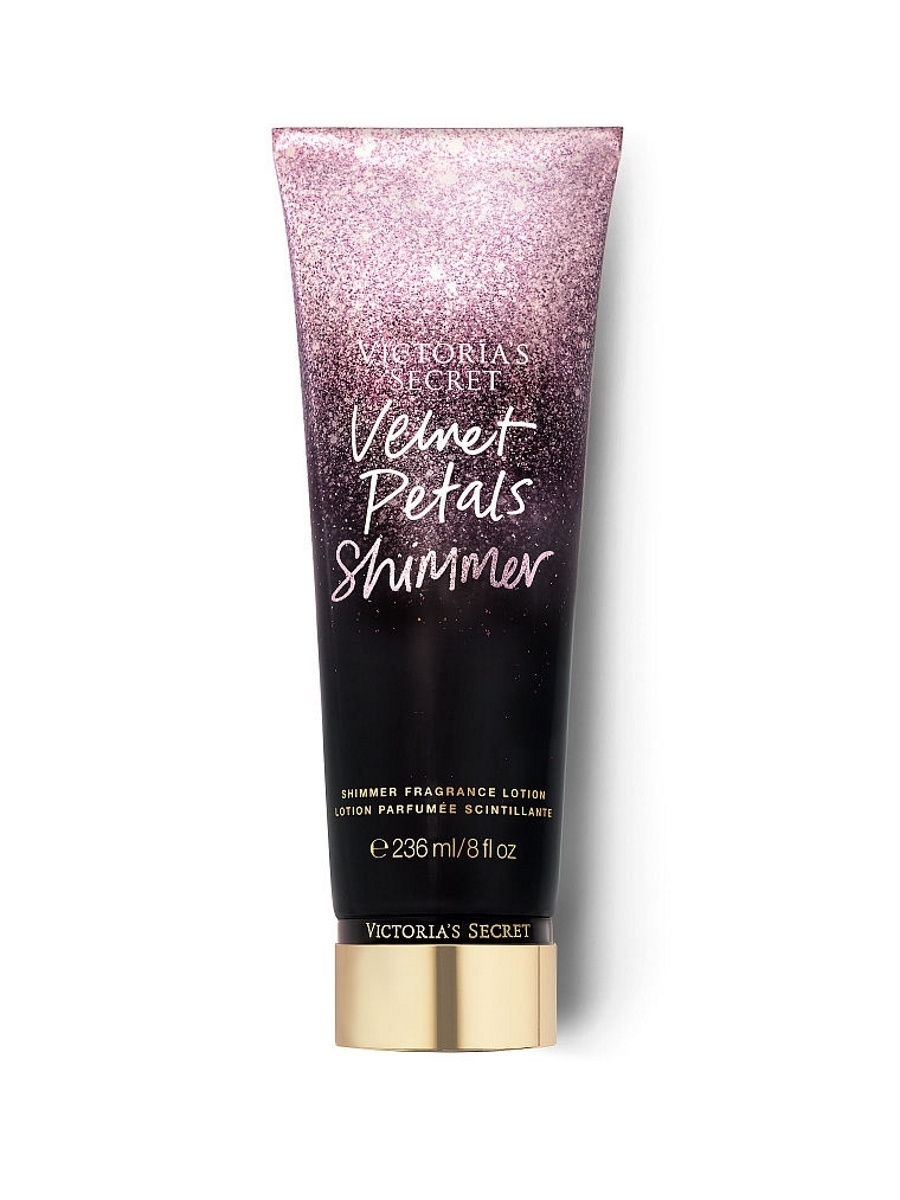 VICTORIA'S
SECRET
Velvet
Petals
Shimmer
SHIMMER FRAGRANCE LOTION
LOTION PARFUMÉE SCINTILLANTE
℮ 236 ml/8 fl oz
VICTORIA'S SECRET